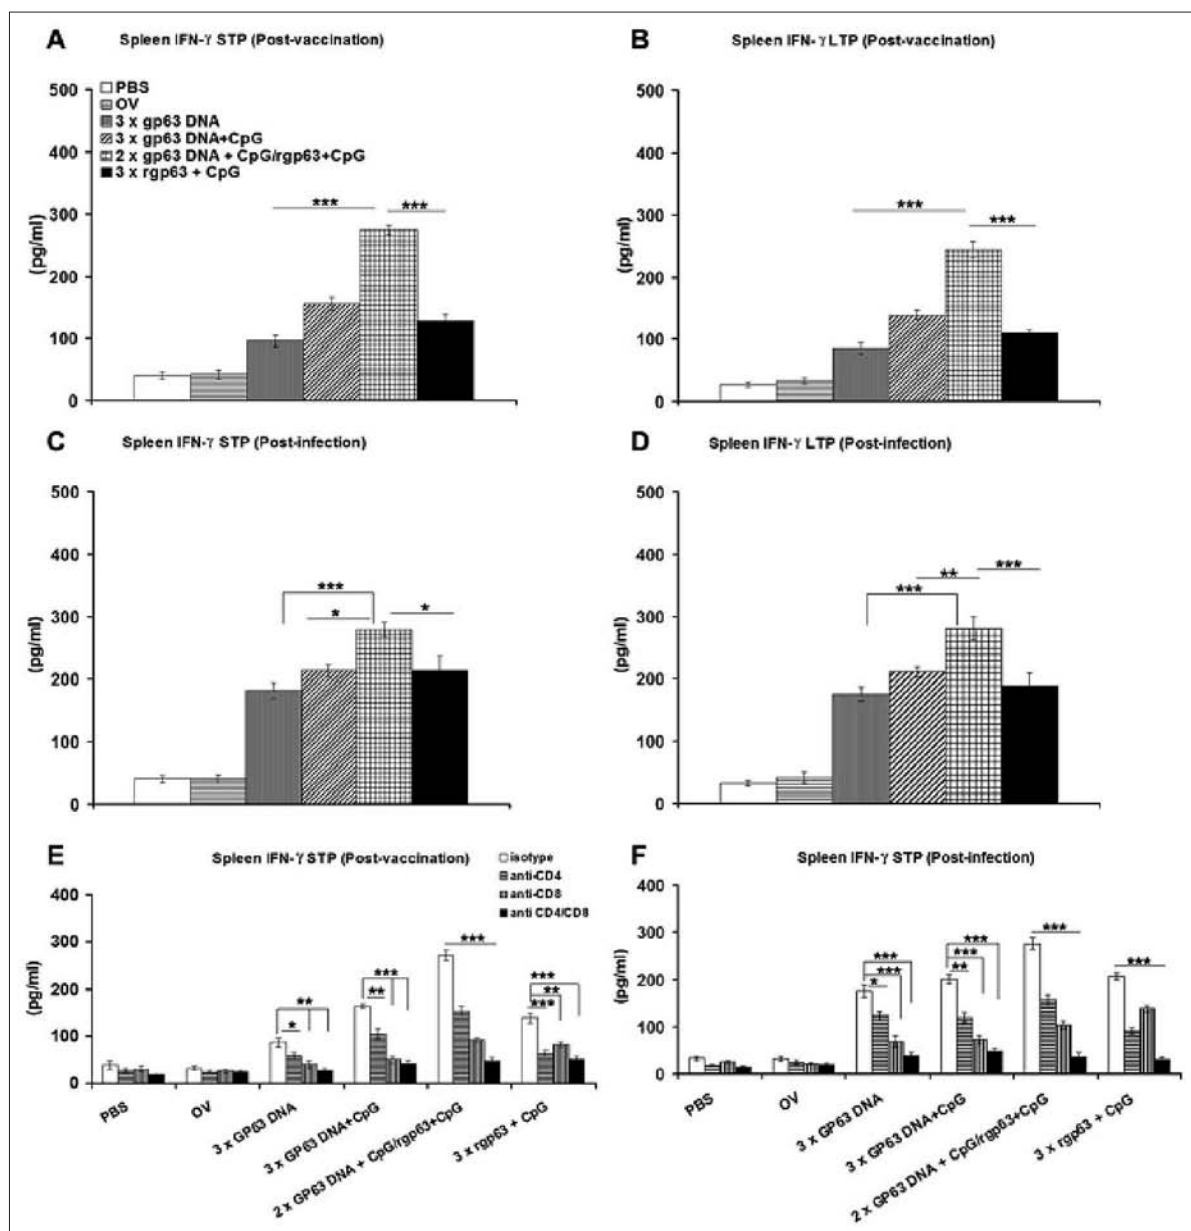 A Spleen IFN-γ STP (Post-vaccination)
500
400
300
200
100
0
(pg/ml)
PBS
OV
3 x gp63 DNA
3 x gp63 DNA+CpG
2 x gp63 DNA + CpG/rgp63+CpG
3 x rgp63 + CpG
*** ***
B Spleen IFN- γ LTP (Post-vaccination)
500
400
300
200
100
0
(pg/ml)
*** ***
C Spleen IFN-γ STP (Post-infection)
500
400
300
200
100
0
(pg/ml)
***
* *
D Spleen IFN-γ LTP (Post-infection)
500
400
300
200
100
0
(pg/ml)
*** ** ***
E Spleen IFN-γ STP (Post-vaccination)
isotype
anti-CD4
anti-CD8
anti CD4/CD8
400
300
200
100
0
(pg/ml)
**
*
***
**
***
***
**
***
PBS
OV
3 x GP63 DNA
3 x GP63 DNA+CpG
2 x GP63 DNA + CpG/rgp63+CpG
3 x rgp63 + CpG
F Spleen IFN-γ STP (Post-infection)
400
300
200
100
0
(pg/ml)
***
***
*
***
***
**
***
***
PBS
OV
3 x GP63 DNA
3 x GP63 DNA+CpG
2 x GP63 DNA + CpG/rgp63+CpG
3 x rgp63 + CpG